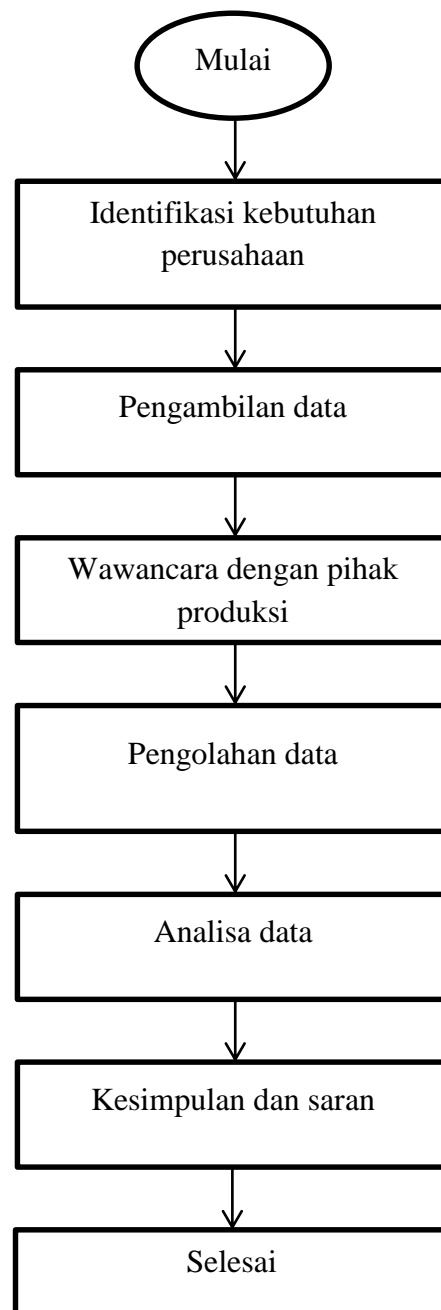 Mulai
Identifikasi kebutuhan
perusahaan
Pengambilan data
Wawancara dengan pihak
produksi
Pengolahan data
Analisa data
Kesimpulan dan saran
Selesai